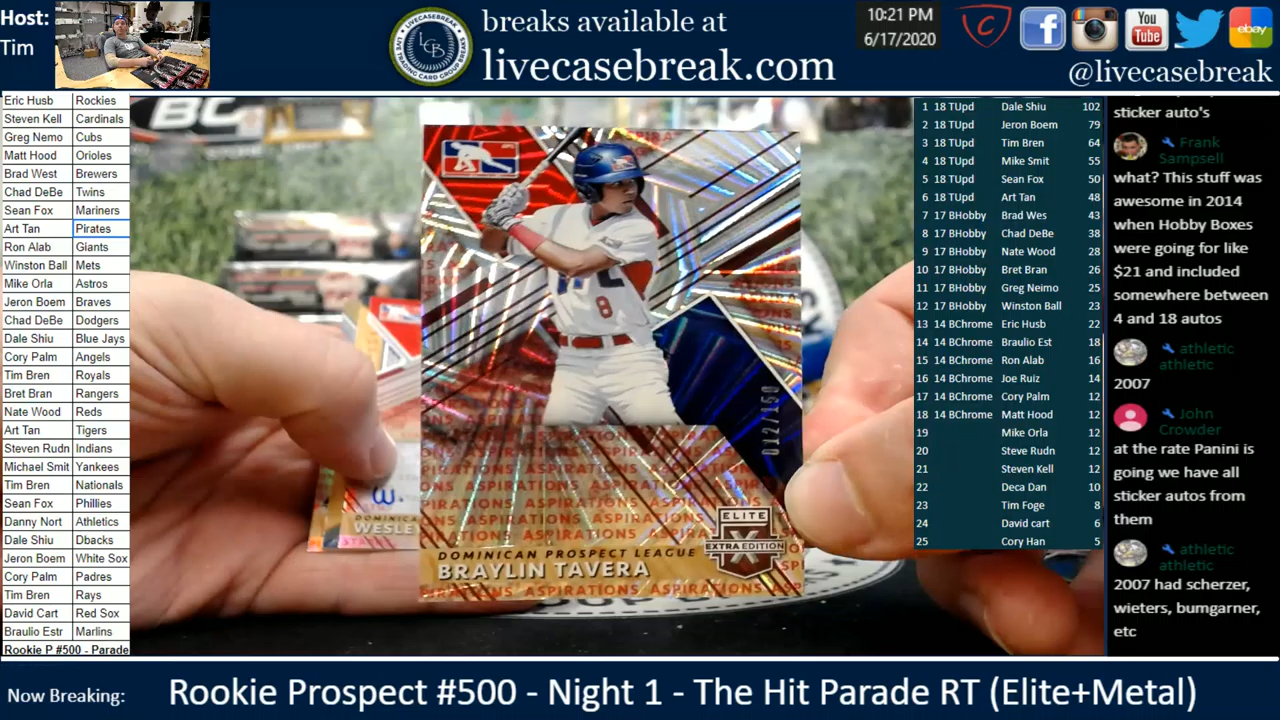 Host:
Tim
breaks available at
livecasebreak.com
LCB
10:21 PM
6/17/2020
You
Tube
ebay
@livecasebreak
Eric Husb Rockies
Steven Kell Cardinals
Greg Nemo Cubs
Matt Hood Orioles
Brad West Brewers
Chad DeBe Twins
Sean Fox Mariners
Art Tan Pirates
Ron Alab Giants
Winston Ball Mets
Mike Orla Astros
Jeron Boem Braves
Chad DeBe Dodgers
Dale Shiu Blue Jays
Cory Palm Angels
Tim Bren Royals
Bret Bran Rangers
Nate Wood Reds
Art Tan Tigers
Steven Rudn Indians
Michael Smit Yankees
Tim Bren Nationals
Sean Fox Phillies
Danny Nort Athletics
Dale Shiu Dbacks
Jeron Boem White Sox
Cory Palm Padres
Tim Bren Rays
David Cart Red Sox
Braulio Estr Marlins
Rookie P #500 - Parade
8
012/150
ASPIRATIONS ASPIRATIONS ASPIRATIONS
ELITE
EXTRA EDITION
DOMINICAN PROSPECT LEAGUE
BRAYLIN TAVERA
DOMINICA
WESLE
1 18 TUpd Dale Shiu 102
2 18 TUpd Jeron Boem 79
3 18 TUpd Tim Bren 64
4 18 TUpd Mike Smit 55
5 18 TUpd Sean Fox 50
6 18 TUpd Art Tan 48
7 17 BHobby Brad Wes 43
8 17 BHobby Chad DeBe 38
9 17 BHobby Nate Wood 28
10 17 BHobby Bret Bran 26
11 17 BHobby Greg Neimo 25
12 17 BHobby Winston Ball 23
13 14 BChrome Eric Husb 22
14 14 BChrome Braulio Est 18
15 14 BChrome Ron Alab 16
16 14 BChrome Joe Ruiz 14
17 14 BChrome Cory Palm 12
18 14 BChrome Matt Hood 12
19 Mike Orla 12
20 Steve Rudn 12
21 Steven Kell 12
22 Deca Dan 10
23 Tim Foge 8
24 David cart 6
25 Cory Han 5
sticker auto's
Frank
Sampsell
what? This stuff was
awesome in 2014
when Hobby Boxes
were going for like
$21 and included
somewhere between
4 and 18 autos
athletic
athletic
2007
John
Crowder
at the rate Panini is
going we have all
sticker autos from
them
athletic
athletic
2007 had scherzer,
wieters, bumgarner,
etc
Now Breaking:
Rookie Prospect #500 - Night 1 - The Hit Parade RT (Elite+Metal)